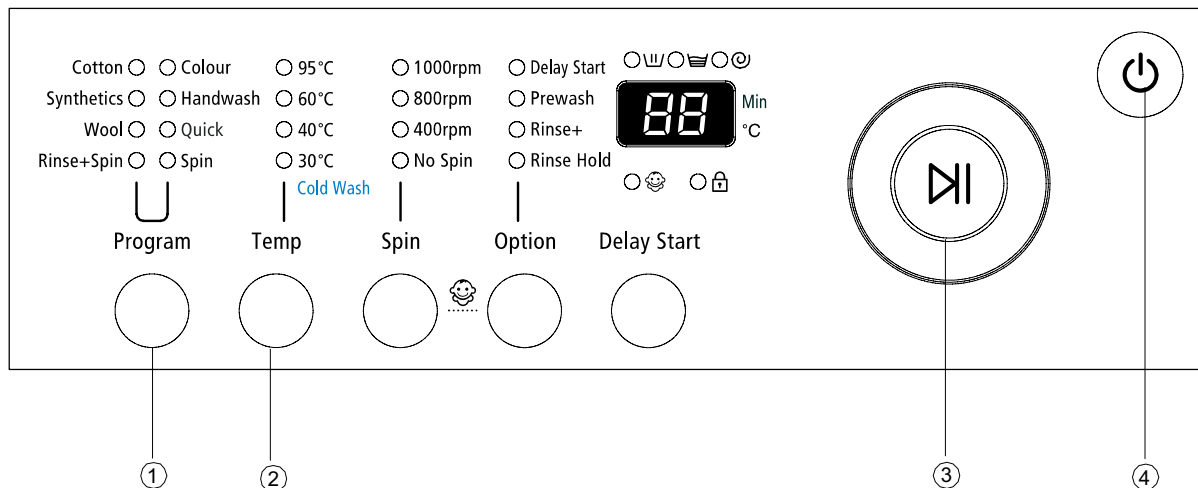 Cotton Colour 95°C 1000rpm Delay Start
Synthetics Handwash 60°C 800rpm Prewash
Wool Quick 40°C 400rpm Rinse+
Rinse+Spin Spin 30°C No Spin Rinse Hold
Cold Wash
88 Min
°C
Program Temp Spin Option Delay Start
1 2 3 4